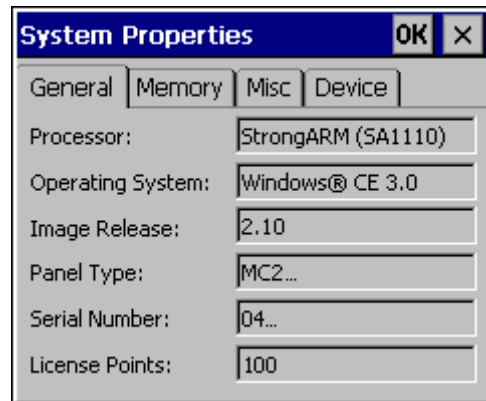 System Properties OK ×
General Memory Misc Device
Processor: StrongARM (SA1110)
Operating System: Windows® CE 3.0
Image Release: 2.10
Panel Type: MC2...
Serial Number: 04...
License Points: 100